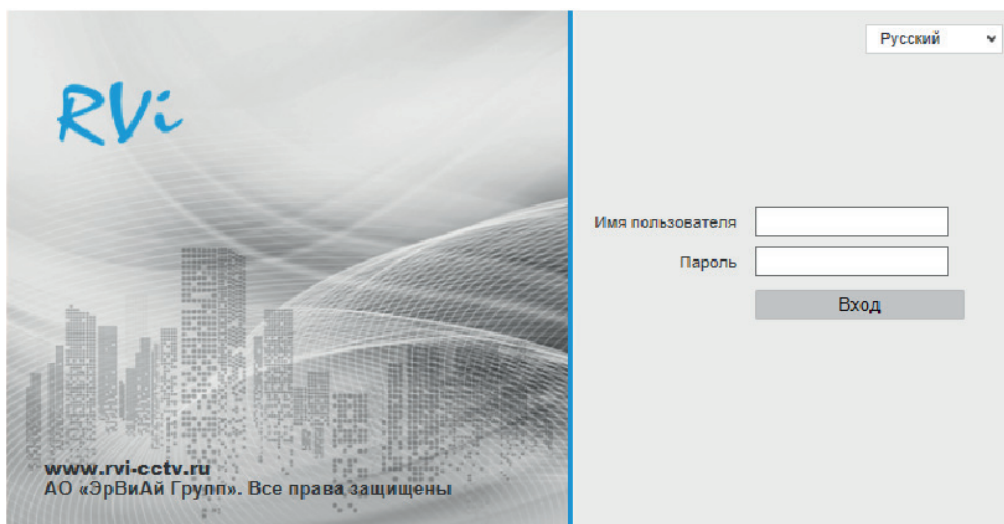 RVi
www.rvi-cctv.ru
АО «ЭрВиАй Групп». Все права защищены
Русский
Имя пользователя
Пароль
Вход